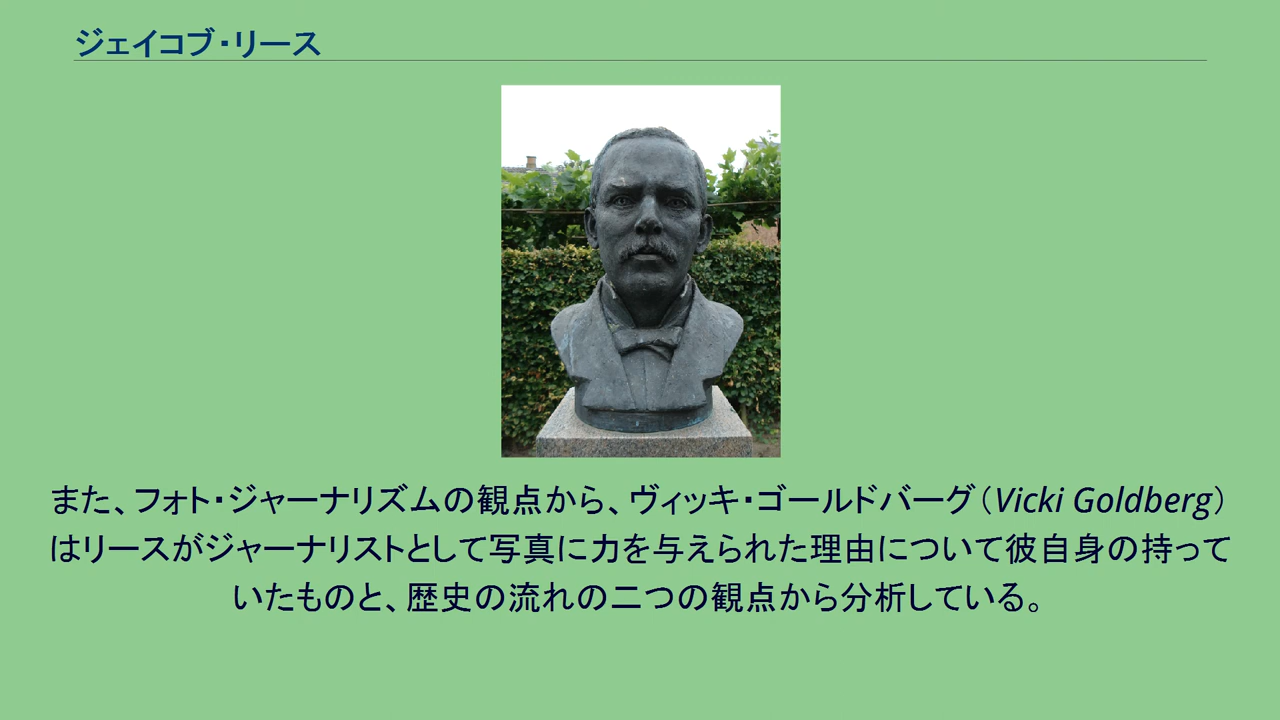 ジェイコブ・リース
また、フォト・ジャーナリズムの観点から、ヴィッキ・ゴールドバーグ（Vicki Goldberg）
はリースがジャーナリストとして写真に力を与えられた理由について彼自身の持って
いたものと、歴史の流れの二つの観点から分析している。